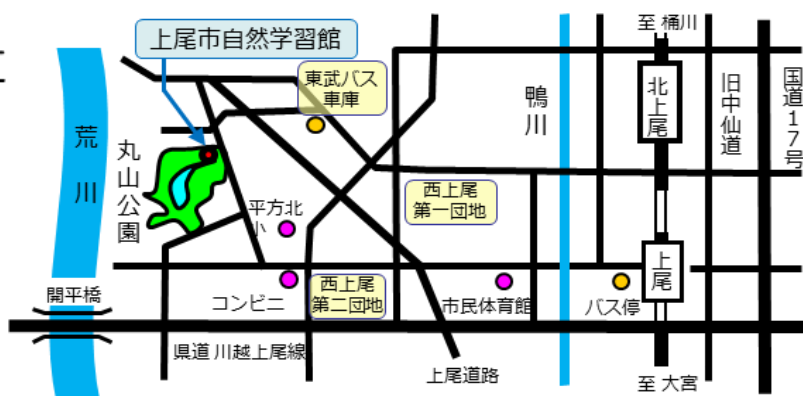 上尾市自然学習館
至 桶川
東武バス
車庫
荒川
丸山公園
鴨川
北上尾
旧中仙道
国道17号
平方北
小
西上尾
第一団地
上尾
開平橋
コンビニ
西上尾
第二団地
市民体育館
バス停
県道 川越上尾線
上尾道路
至 大宮